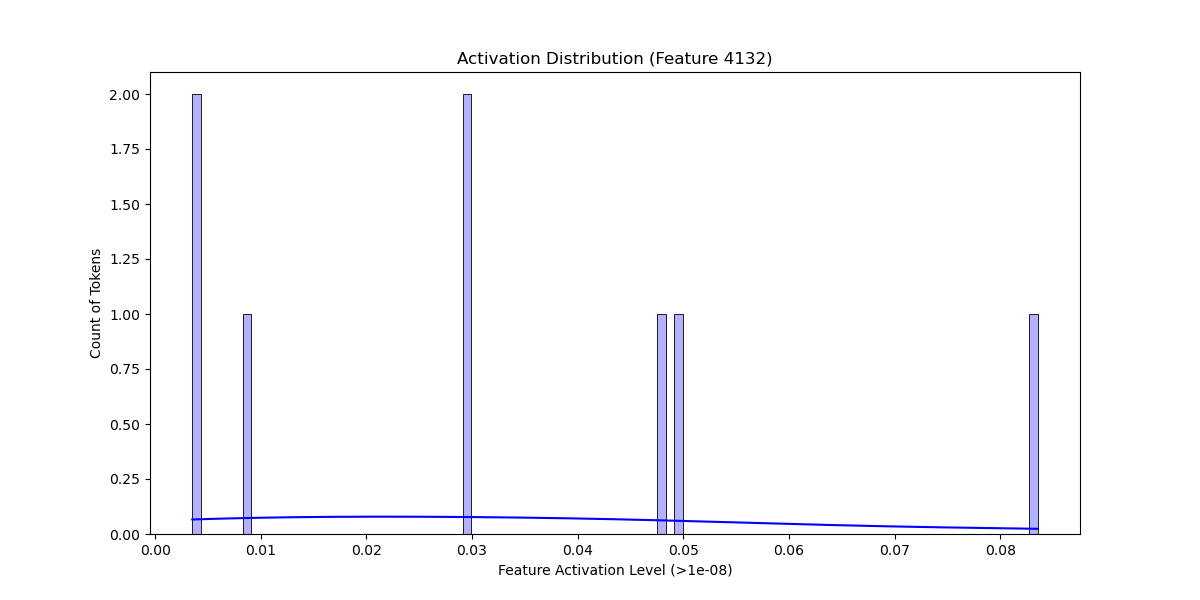 Activation Distribution (Feature 4132)
Count of Tokens
2.00
1.75
1.50
1.25
1.00
0.75
0.50
0.25
0.00
0.00 0.01 0.02 0.03 0.04 0.05 0.06 0.07 0.08
Feature Activation Level (>1e-08)